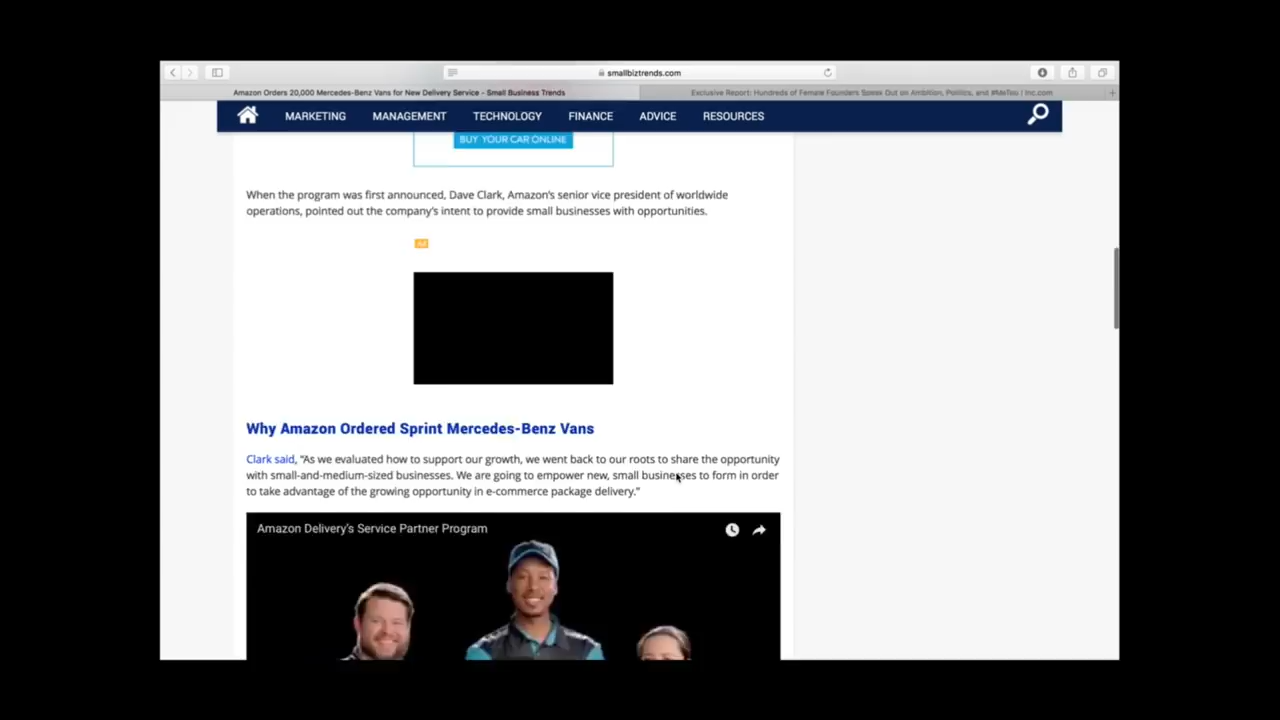 smallbiztrends.com
Amazon Orders 20,000 Mercedes-Benz Vans for New Delivery Service - Small Business Trends
Exclusive Report: Hundreds of Female Founders Speak Out on Ambition, Politics, and #MeToo | Inc.com
MARKETING MANAGEMENT TECHNOLOGY FINANCE ADVICE RESOURCES
BUY YOUR CAR ONLINE
When the program was first announced, Dave Clark, Amazon's senior vice president of worldwide
operations, pointed out the company's intent to provide small businesses with opportunities.
Ad
Why Amazon Ordered Sprint Mercedes-Benz Vans
Clark said, "As we evaluated how to support our growth, we went back to our roots to share the opportunity
with small-and-medium-sized businesses. We are going to empower new, small businesses to form in order
to take advantage of the growing opportunity in e-commerce package delivery."
Amazon Delivery's Service Partner Program